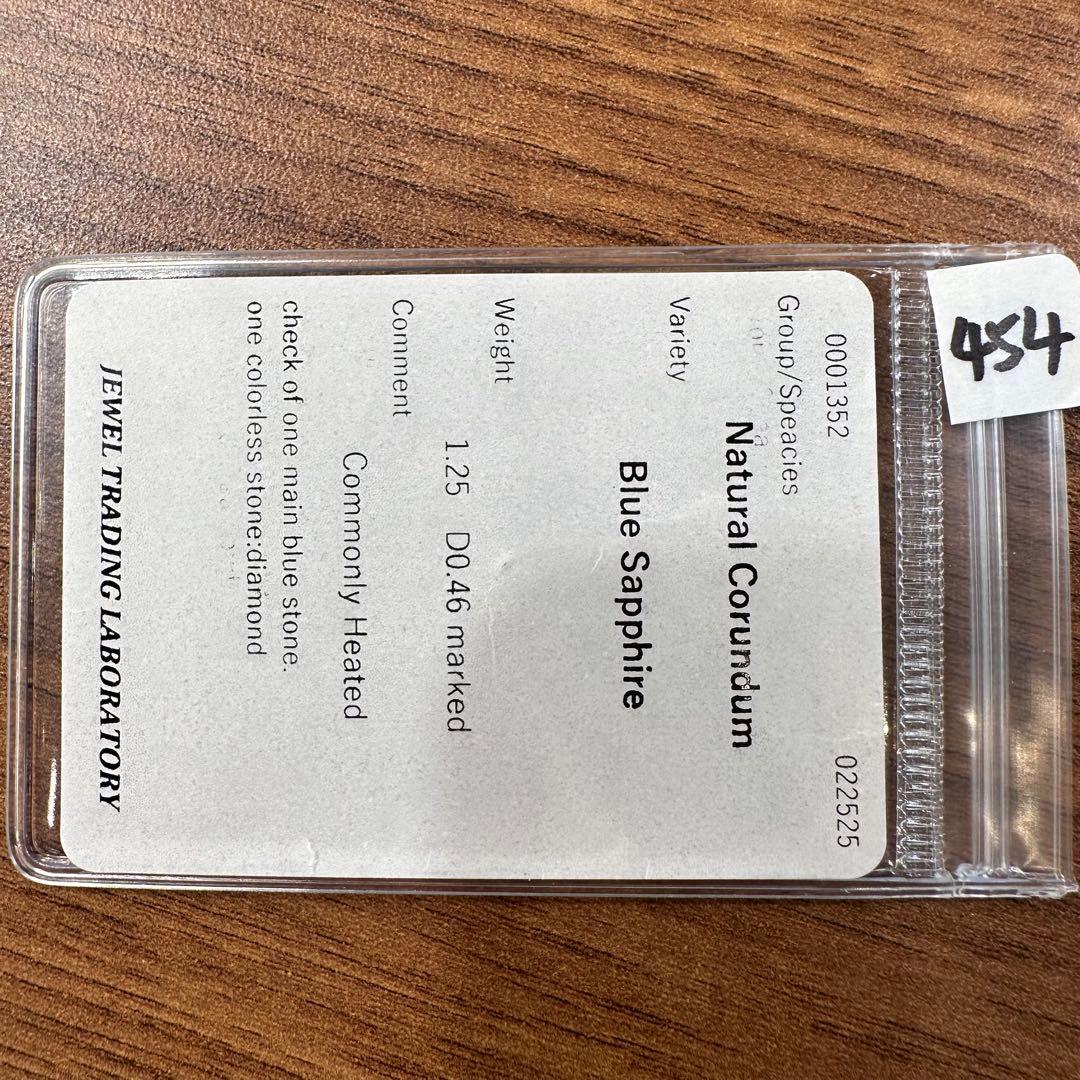 454
0001352 022525
Group/Speacies
Natural Corundum
Variety
Blue Sapphire
Weight
1.25 D0.46 marked
Comment
Commonly Heated
check of one main blue stone.
one colorless stone:diamond
JEWEL TRADING LABORATORY